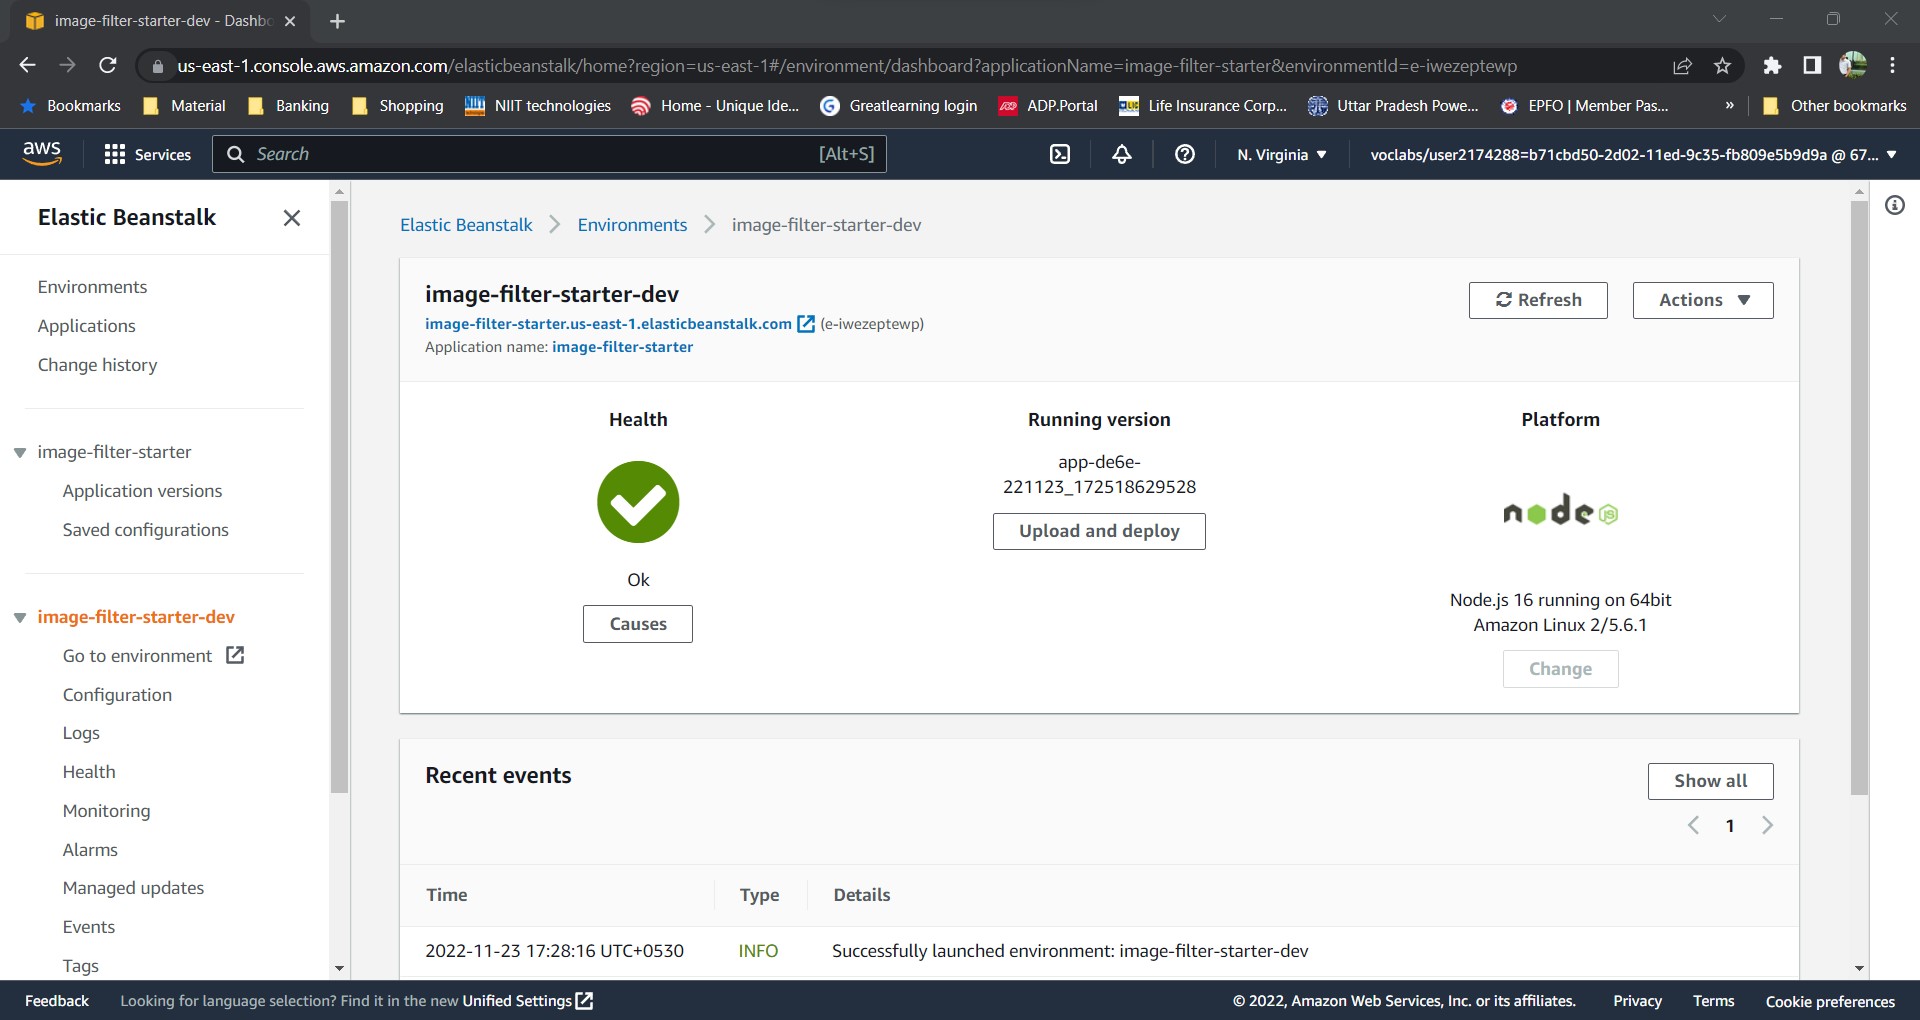 image-filter-starter-dev - Dashbo
us-east-1.console.aws.amazon.com/elasticbeanstalk/home?region=us-east-1#/environment/dashboard?applicationName=image-filter-starter&environmentId=e-iwezeptewp
Bookmarks Material Banking Shopping NIIT technologies Home - Unique Ide... Greatlearning login ADP.Portal Life Insurance Corp... Uttar Pradesh Powe... EPFO | Member Pas... » Other bookmarks
aws Services Search [Alt+S] N. Virginia voclabs/user2174288=b71cbd50-2d02-11ed-9c35-fb809e5b9d9a @ 67...
Elastic Beanstalk
Environments
Applications
Change history
image-filter-starter
Application versions
Saved configurations
image-filter-starter-dev
Go to environment
Configuration
Logs
Health
Monitoring
Alarms
Managed updates
Events
Tags
Elastic Beanstalk > Environments > image-filter-starter-dev
image-filter-starter-dev
image-filter-starter.us-east-1.elasticbeanstalk.com (e-iwezeptewp)
Application name: image-filter-starter
Refresh
Actions
Health
Ok
Causes
Running version
app-de6e-
221123_172518629528
Upload and deploy
Platform
node JS
Node.js 16 running on 64bit
Amazon Linux 2/5.6.1
Change
Recent events
Show all
1
Time Type Details
2022-11-23 17:28:16 UTC+0530 INFO Successfully launched environment: image-filter-starter-dev
Feedback Looking for language selection? Find it in the new Unified Settings © 2022, Amazon Web Services, Inc. or its affiliates. Privacy Terms Cookie preferences